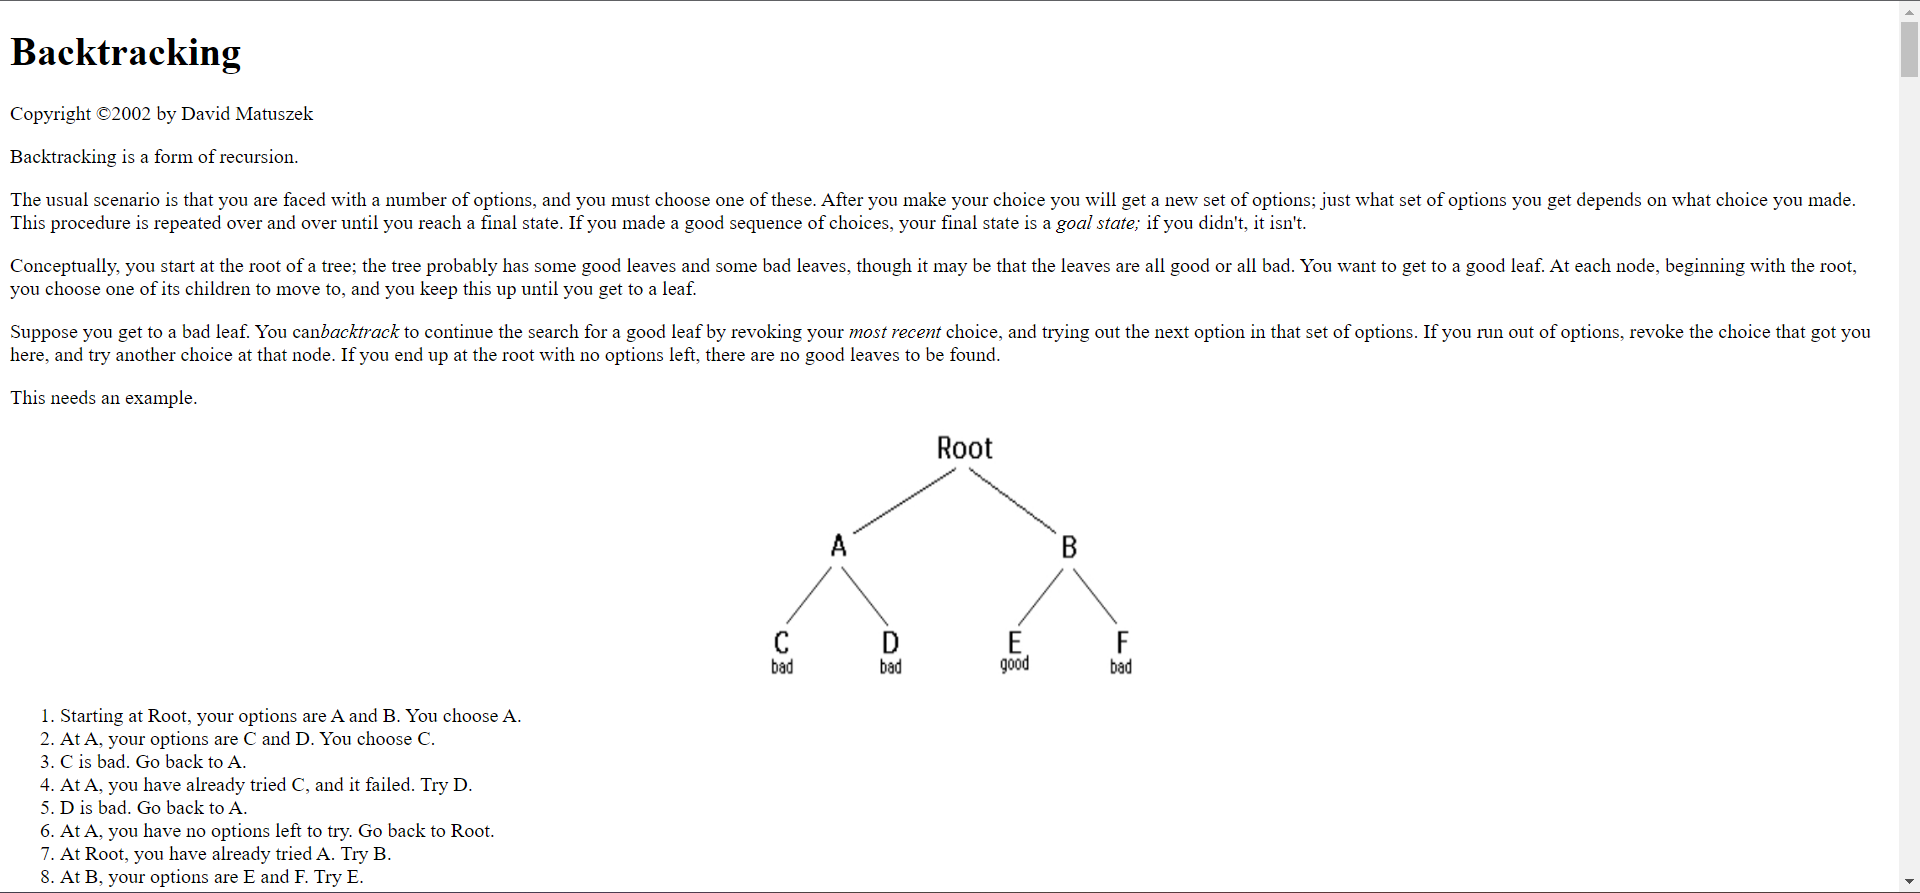 Backtracking
Copyright ©2002 by David Matuszek
Backtracking is a form of recursion.
The usual scenario is that you are faced with a number of options, and you must choose one of these. After you make your choice you will get a new set of options; just what set of options you get depends on what choice you made.
This procedure is repeated over and over until you reach a final state. If you made a good sequence of choices, your final state is a goal state; if you didn't, it isn't.
Conceptually, you start at the root of a tree; the tree probably has some good leaves and some bad leaves, though it may be that the leaves are all good or all bad. You want to get to a good leaf. At each node, beginning with the root,
you choose one of its children to move to, and you keep this up until you get to a leaf.
Suppose you get to a bad leaf. You canbacktrack to continue the search for a good leaf by revoking your most recent choice, and trying out the next option in that set of options. If you run out of options, revoke the choice that got you
here, and try another choice at that node. If you end up at the root with no options left, there are no good leaves to be found.
This needs an example.
Root
A B
C D E F
bad bad good bad
1. Starting at Root, your options are A and B. You choose A.
2. At A, your options are C and D. You choose C.
3. C is bad. Go back to A.
4. At A, you have already tried C, and it failed. Try D.
5. D is bad. Go back to A.
6. At A, you have no options left to try. Go back to Root.
7. At Root, you have already tried A. Try B.
8. At B, your options are E and F. Try E.